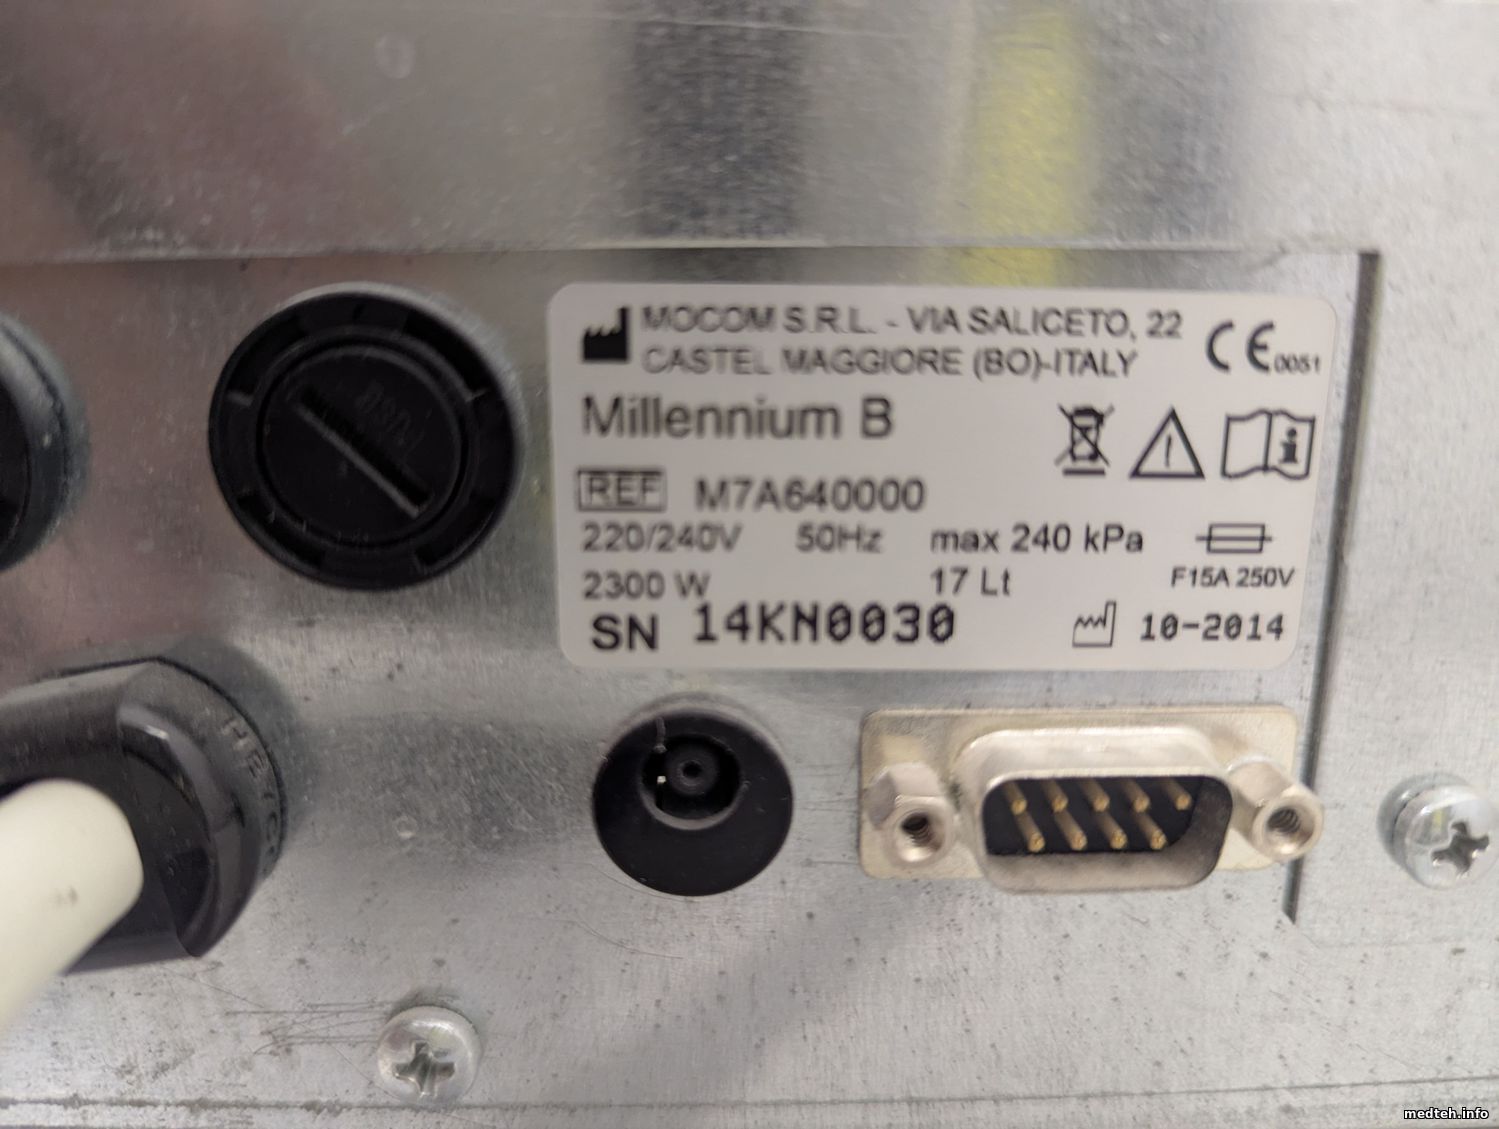 MOCOM S.R.L. - VIA SALICETO, 22
CASTEL MAGGIORE (BO)-ITALY
CE 0051
Millennium B
REF M7A640000
220/240V 50Hz max 240 kPa
2300 W 17 Lt F15A 250V
SN 14KN0030 10-2014
medteh.info